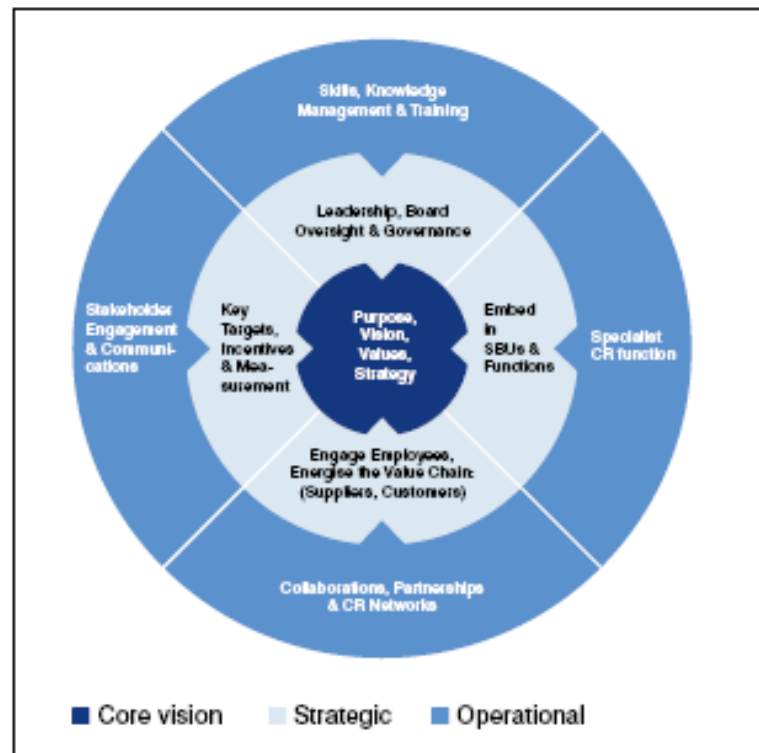 Skills, Knowledge
Management & Training
Leadership, Board
Oversight & Governance
Stakeholder
Engagement
& Communi-
cations
Key
Targets,
Incentives
& Mea-
surement
Purpose,
Vision,
Values,
Strategy
Embed
in
SBUs &
Functions
Specialist
CR function
Engage Employees,
Energise the Value Chain:
(Suppliers, Customers)
Collaborations, Partnerships
& CR Networks
Core vision
Strategic
Operational